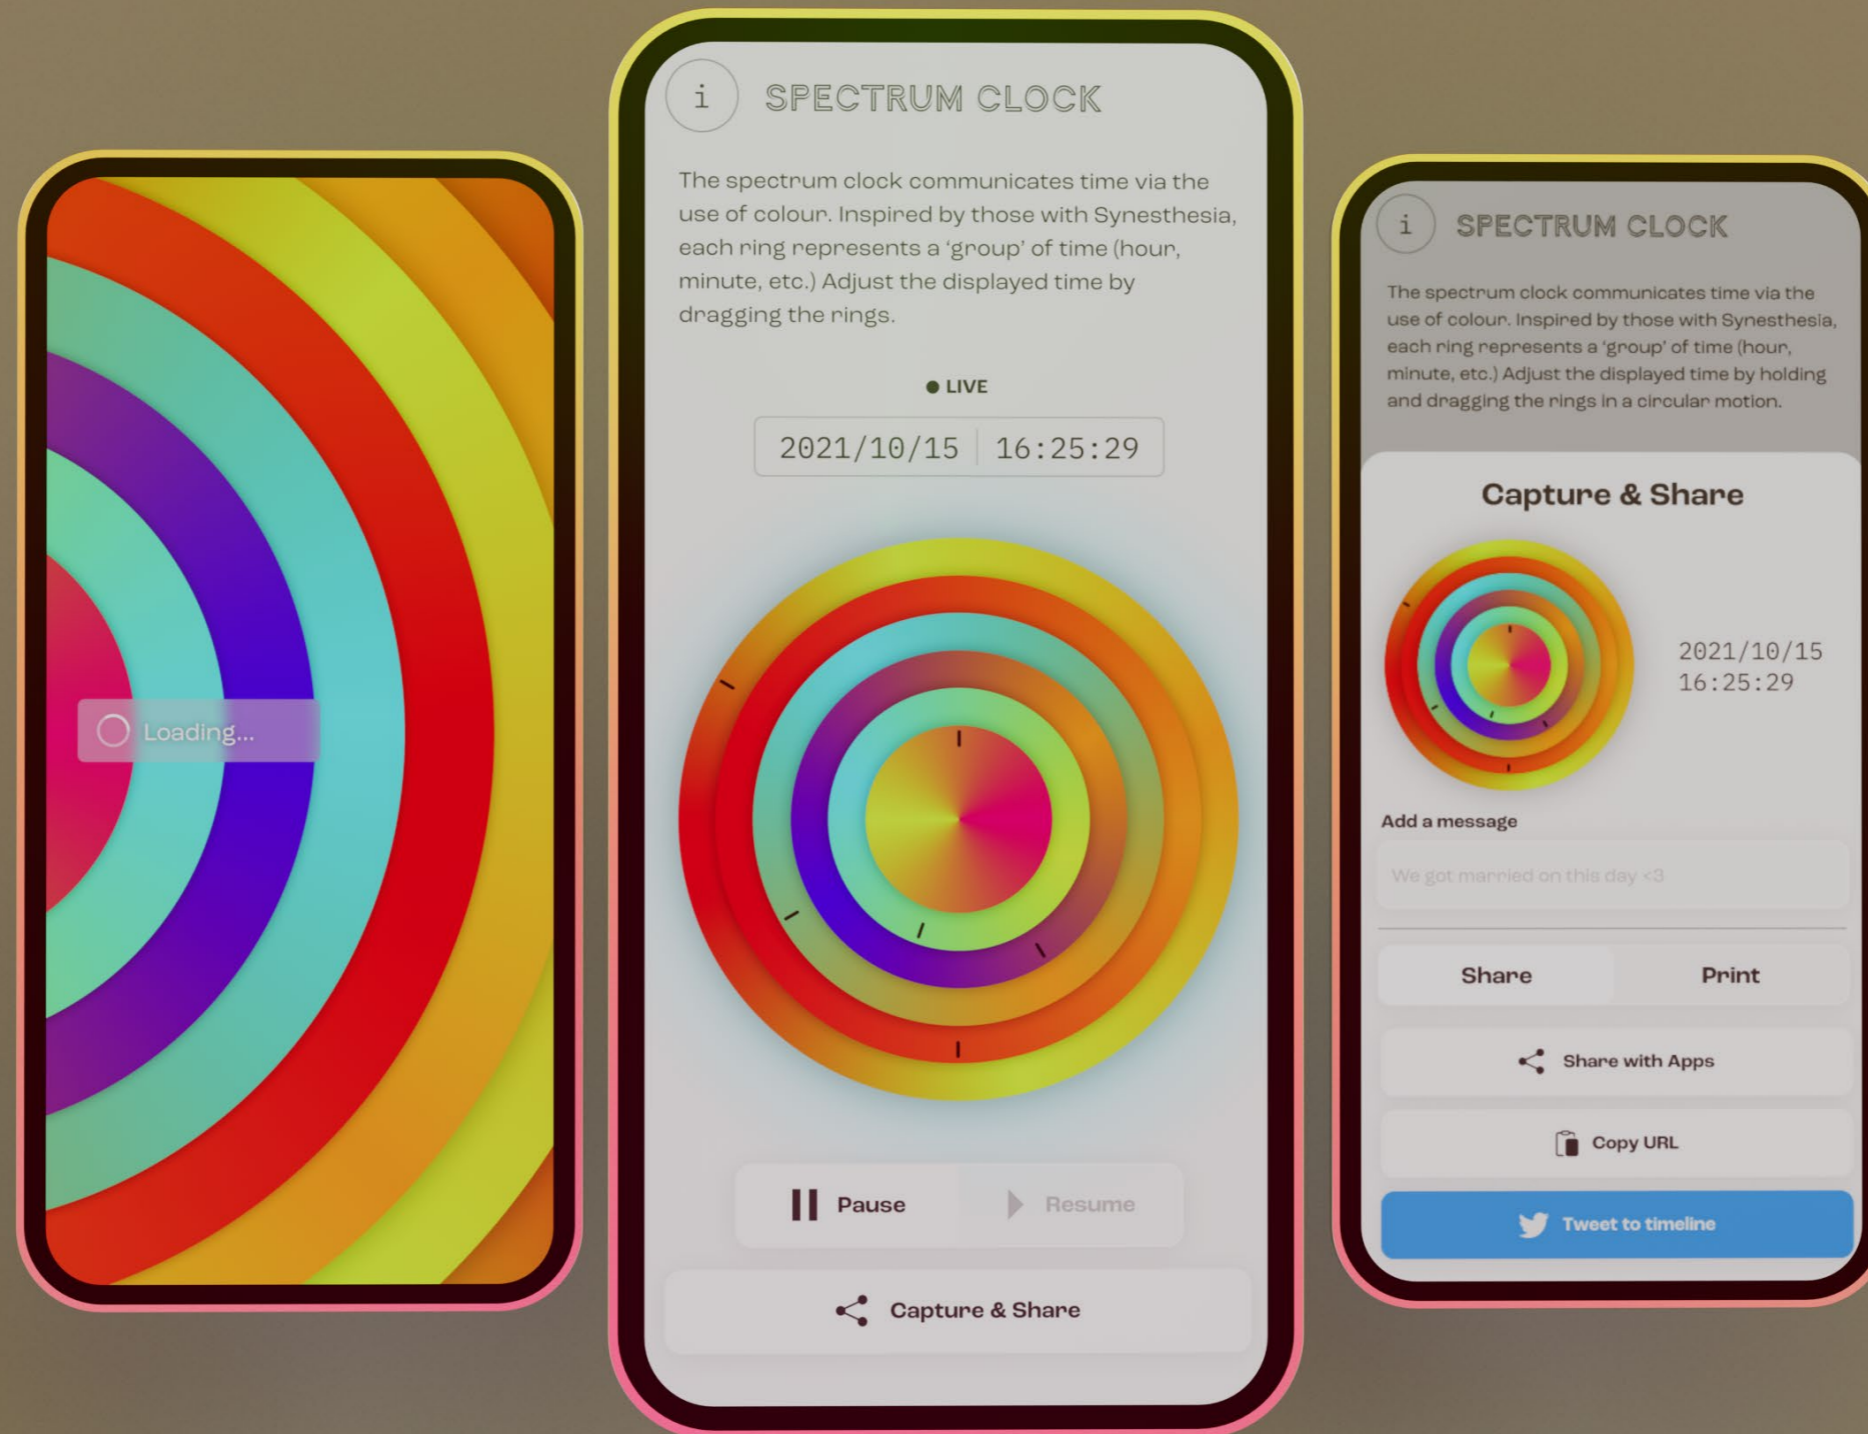 Loading...
i
SPECTRUM CLOCK
The spectrum clock communicates time via the
use of colour. Inspired by those with Synesthesia,
each ring represents a ‘group’ of time (hour,
minute, etc.) Adjust the displayed time by
dragging the rings.
LIVE
2021/10/15 16:25:29
Pause Resume
Capture & Share
i
SPECTRUM CLOCK
The spectrum clock communicates time via the
use of colour. Inspired by those with Synesthesia,
each ring represents a ‘group’ of time (hour,
minute, etc.) Adjust the displayed time by holding
and dragging the rings in a circular motion.
Capture & Share
2021/10/15
16:25:29
Add a message
We got married on this day <3
Share Print
Share with Apps
Copy URL
Tweet to timeline